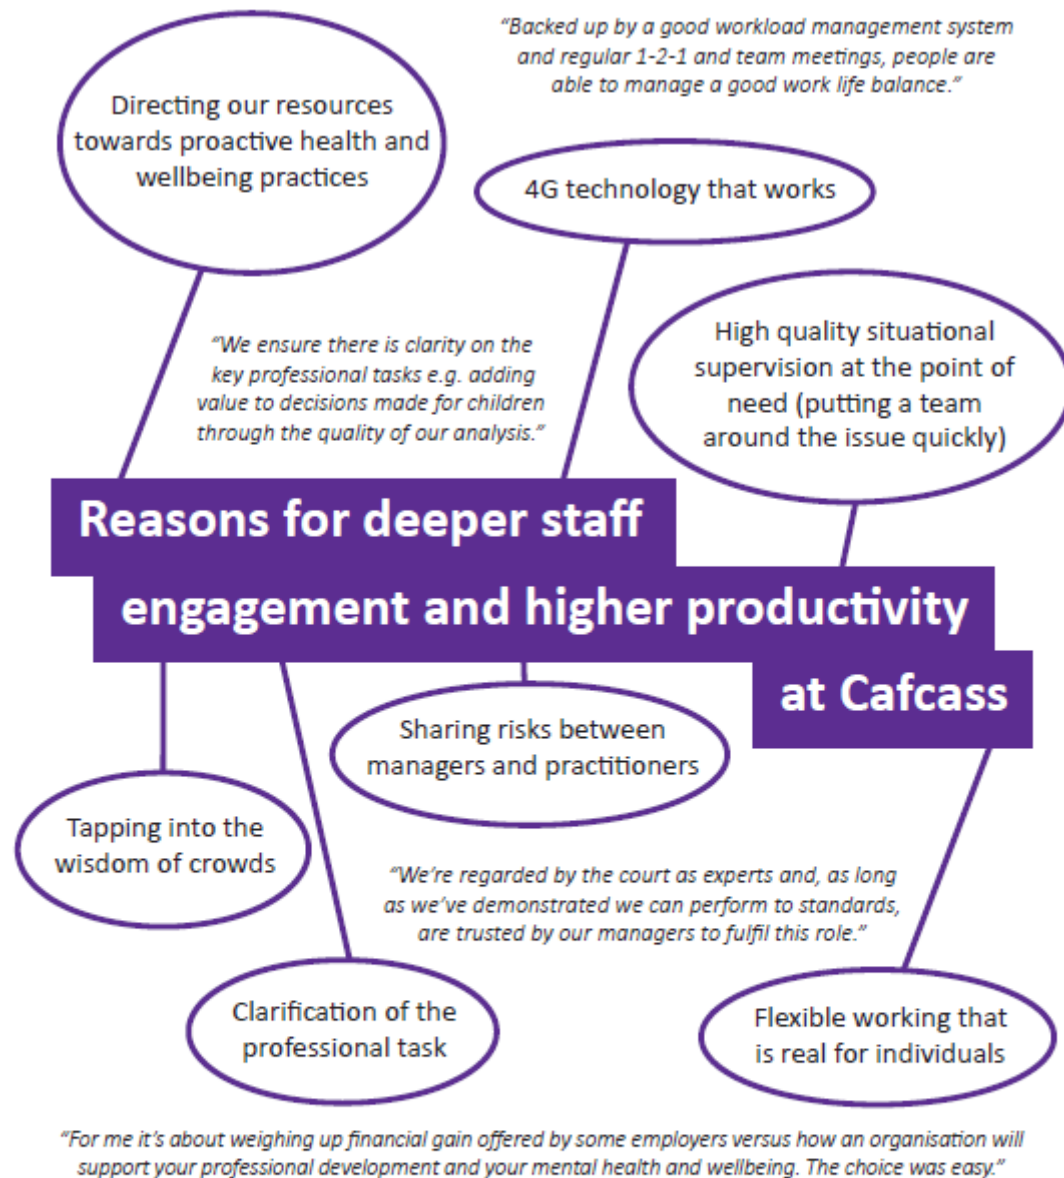 “Backed up by a good workload management system
and regular 1-2-1 and team meetings, people are
able to manage a good work life balance.”
Directing our resources
towards proactive health and
wellbeing practices
4G technology that works
High quality situational
supervision at the point of
need (putting a team
around the issue quickly)
“We ensure there is clarity on the
key professional tasks e.g. adding
value to decisions made for children
through the quality of our analysis.”
Reasons for deeper staff
engagement and higher productivity
at Cafcass
Sharing risks between
managers and practitioners
Tapping into the
wisdom of crowds
“We’re regarded by the court as experts and, as long
as we’ve demonstrated we can perform to standards,
are trusted by our managers to fulfil this role.”
Clarification of the
professional task
Flexible working that
is real for individuals
“For me it’s about weighing up financial gain offered by some employers versus how an organisation will
support your professional development and your mental health and wellbeing. The choice was easy.”